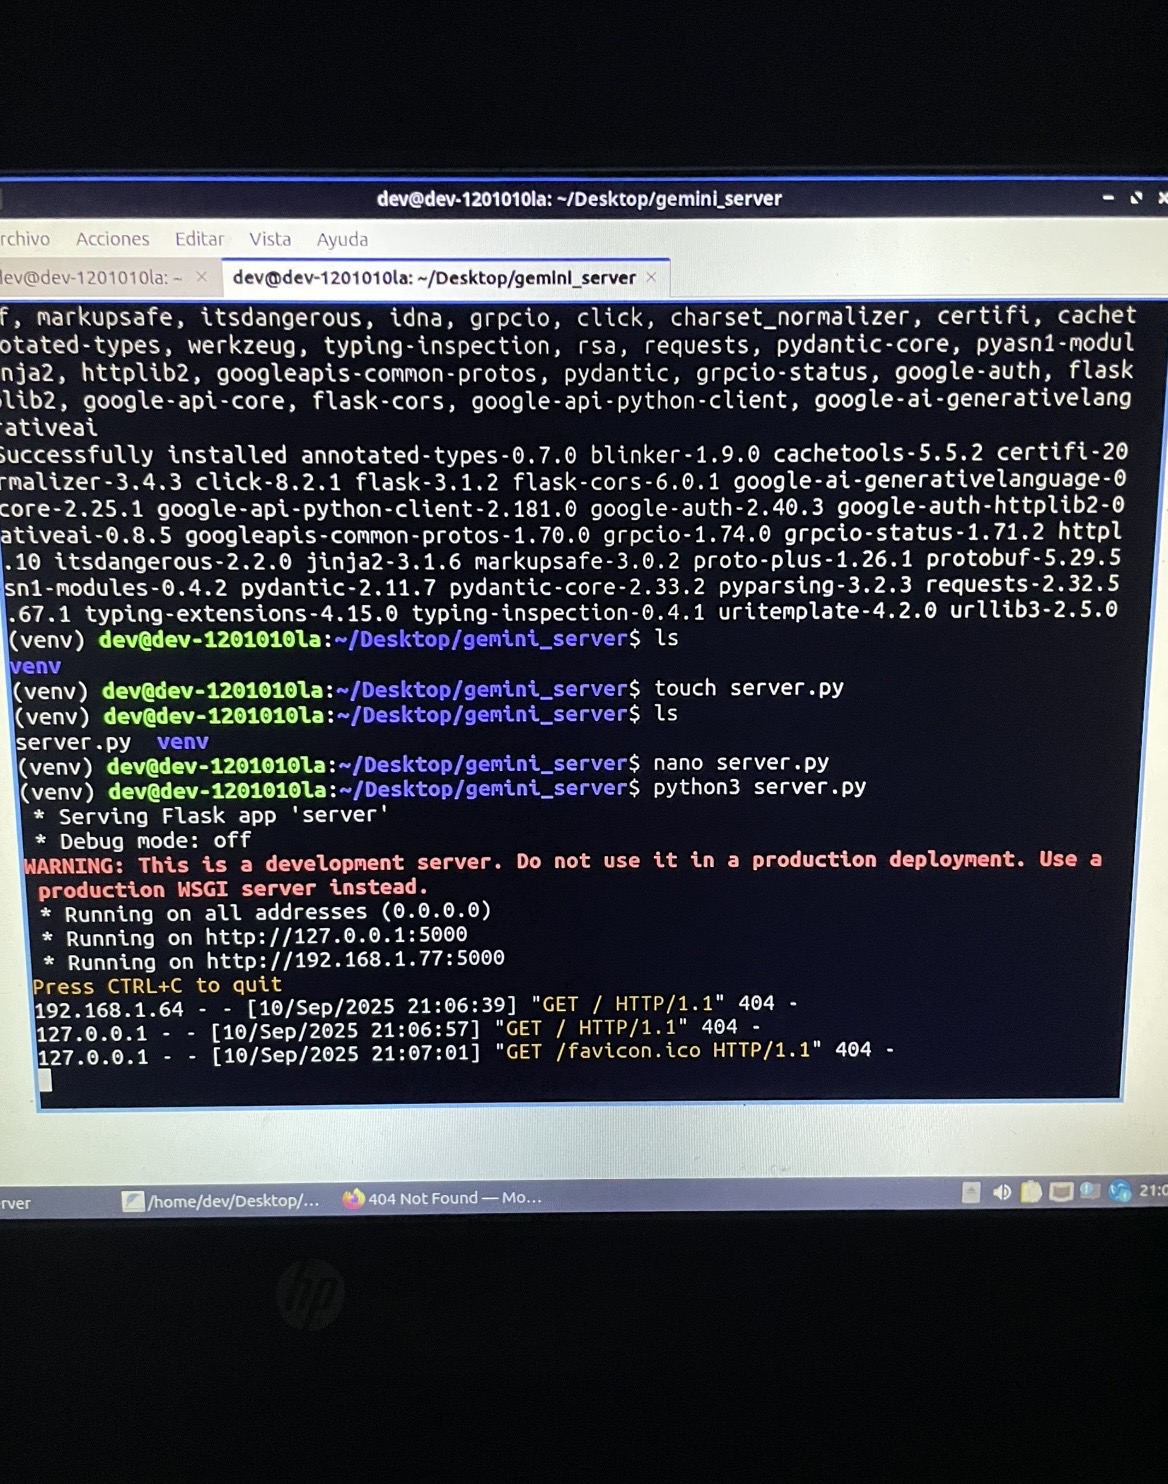 dev@dev-1201010la: ~/Desktop/gemini_server
rchivo Acciones Editar Vista Ayuda
dev@dev-1201010la: ~ × dev@dev-1201010la: ~/Desktop/gemini_server ×
f, markupsafe, itsdangerous, idna, grpcio, click, charset_normalizer, certifi, cachet
otated-types, werkzeug, typing-inspection, rsa, requests, pydantic-core, pyasn1-modul
nja2, httplib2, googleapis-common-protos, pydantic, grpcio-status, google-auth, flask
lib2, google-api-core, flask-cors, google-api-python-client, google-ai-generativelang
rativeai
Successfully installed annotated-types-0.7.0 blinker-1.9.0 cachetools-5.5.2 certifi-20
rmalizer-3.4.3 click-8.2.1 flask-3.1.2 flask-cors-6.0.1 google-ai-generativelanguage-0
core-2.25.1 google-api-python-client-2.181.0 google-auth-2.40.3 google-auth-httplib2-0
ativeai-0.8.5 googleapis-common-protos-1.70.0 grpcio-1.74.0 grpcio-status-1.71.2 httpl
.10 itsdangerous-2.2.0 jinja2-3.1.6 markupsafe-3.0.2 proto-plus-1.26.1 protobuf-5.29.5
sn1-modules-0.4.2 pydantic-2.11.7 pydantic-core-2.33.2 pyparsing-3.2.3 requests-2.32.5
.67.1 typing-extensions-4.15.0 typing-inspection-0.4.1 uritemplate-4.2.0 urllib3-2.5.0
(venv) dev@dev-1201010la:~/Desktop/gemini_server$ ls
venv
(venv) dev@dev-1201010la:~/Desktop/gemini_server$ touch server.py
(venv) dev@dev-1201010la:~/Desktop/gemini_server$ ls
server.py venv
(venv) dev@dev-1201010la:~/Desktop/gemini_server$ nano server.py
(venv) dev@dev-1201010la:~/Desktop/gemini_server$ python3 server.py
* Serving Flask app 'server'
* Debug mode: off
WARNING: This is a development server. Do not use it in a production deployment. Use a
production WSGI server instead.
* Running on all addresses (0.0.0.0)
* Running on http://127.0.0.1:5000
* Running on http://192.168.1.77:5000
Press CTRL+C to quit
192.168.1.64 - - [10/Sep/2025 21:06:39] "GET / HTTP/1.1" 404 -
127.0.0.1 - - [10/Sep/2025 21:06:57] "GET / HTTP/1.1" 404 -
127.0.0.1 - - [10/Sep/2025 21:07:01] "GET /favicon.ico HTTP/1.1" 404 -
rver /home/dev/Desktop/... 404 Not Found — Mo... 21:0
hp